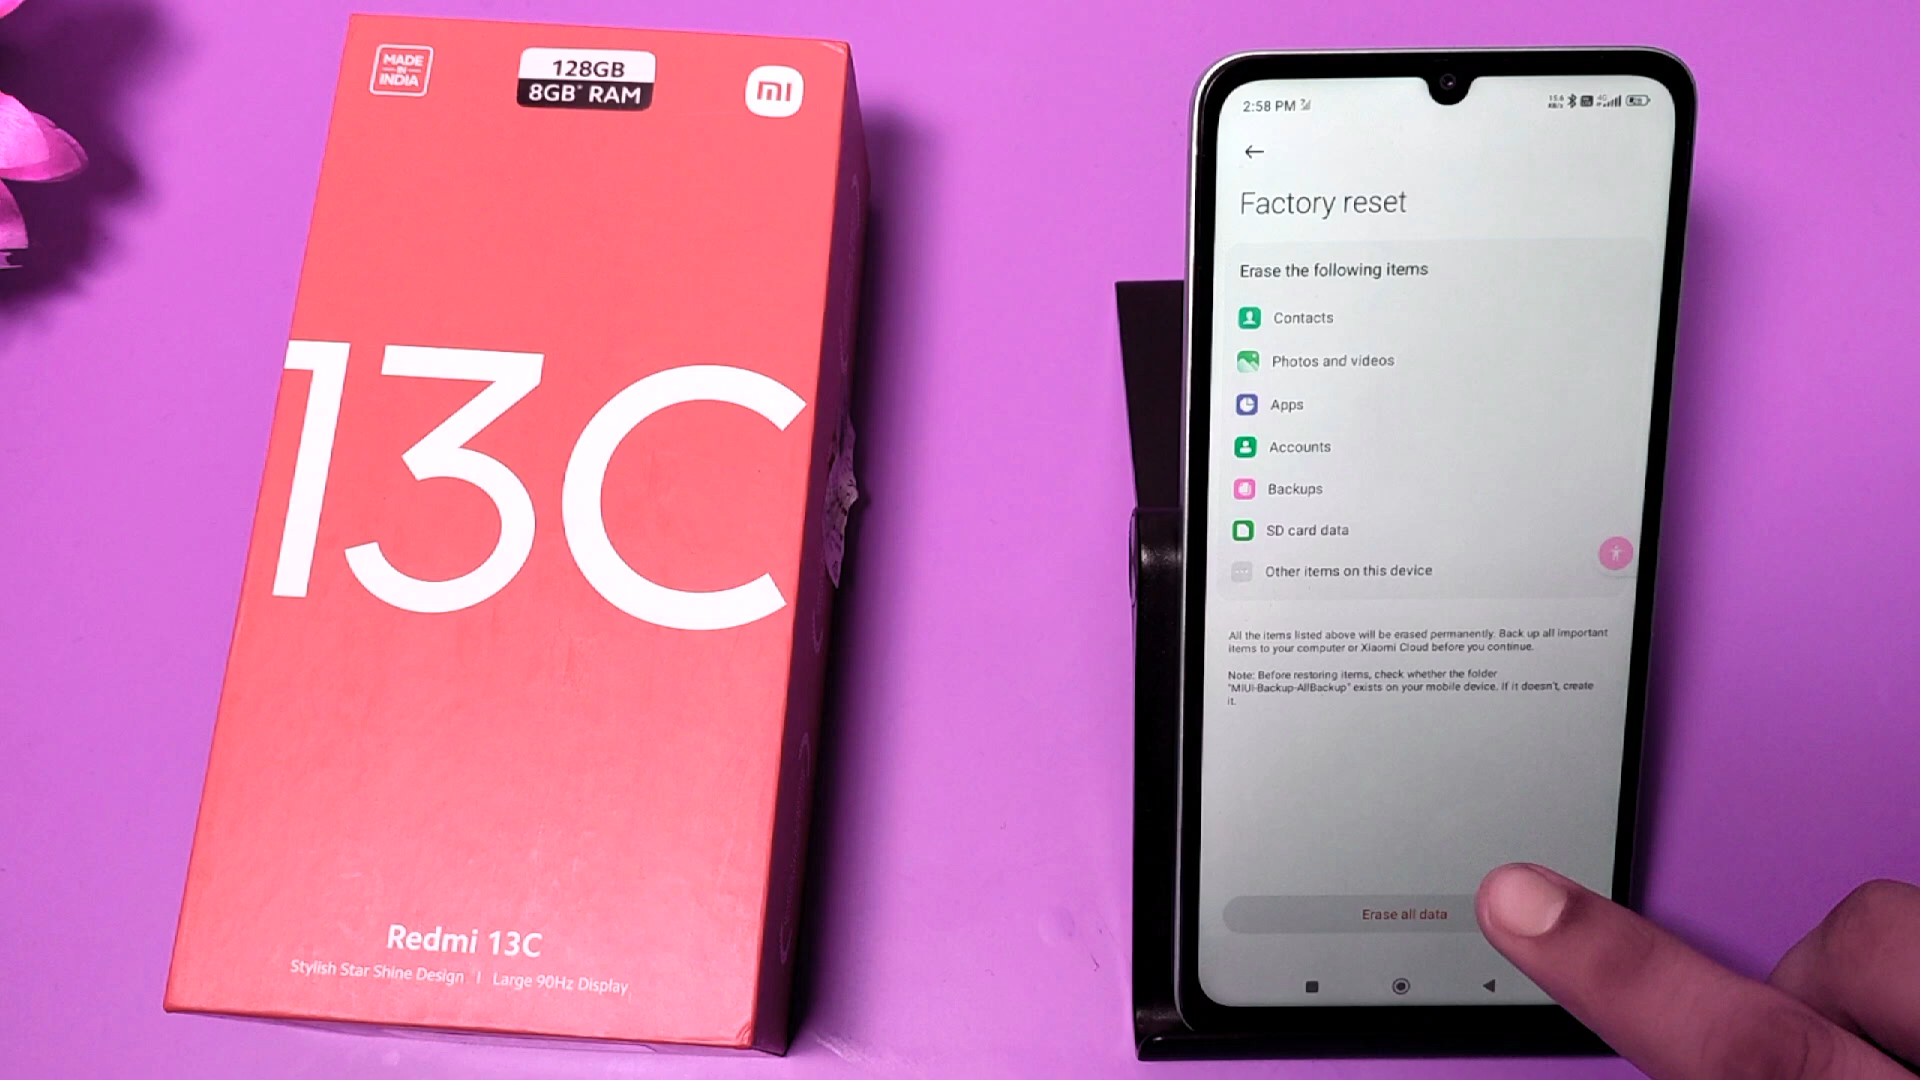 MADE
IN
INDIA
128GB
8GB* RAM
mi
13C
Redmi 13C
Stylish Star Shine Design | Large 90Hz Display
2:58 PM
4G
Factory reset
Erase the following items
Contacts
Photos and videos
Apps
Accounts
Backups
SD card data
Other items on this device
All the items listed above will be erased permanently. Back up all important
items to your computer or Xiaomi Cloud before you continue.
Note: Before restoring items, check whether the folder
"MIUI-Backup-AllBackup" exists on your mobile device. If it doesn't, create
it.
Erase all data